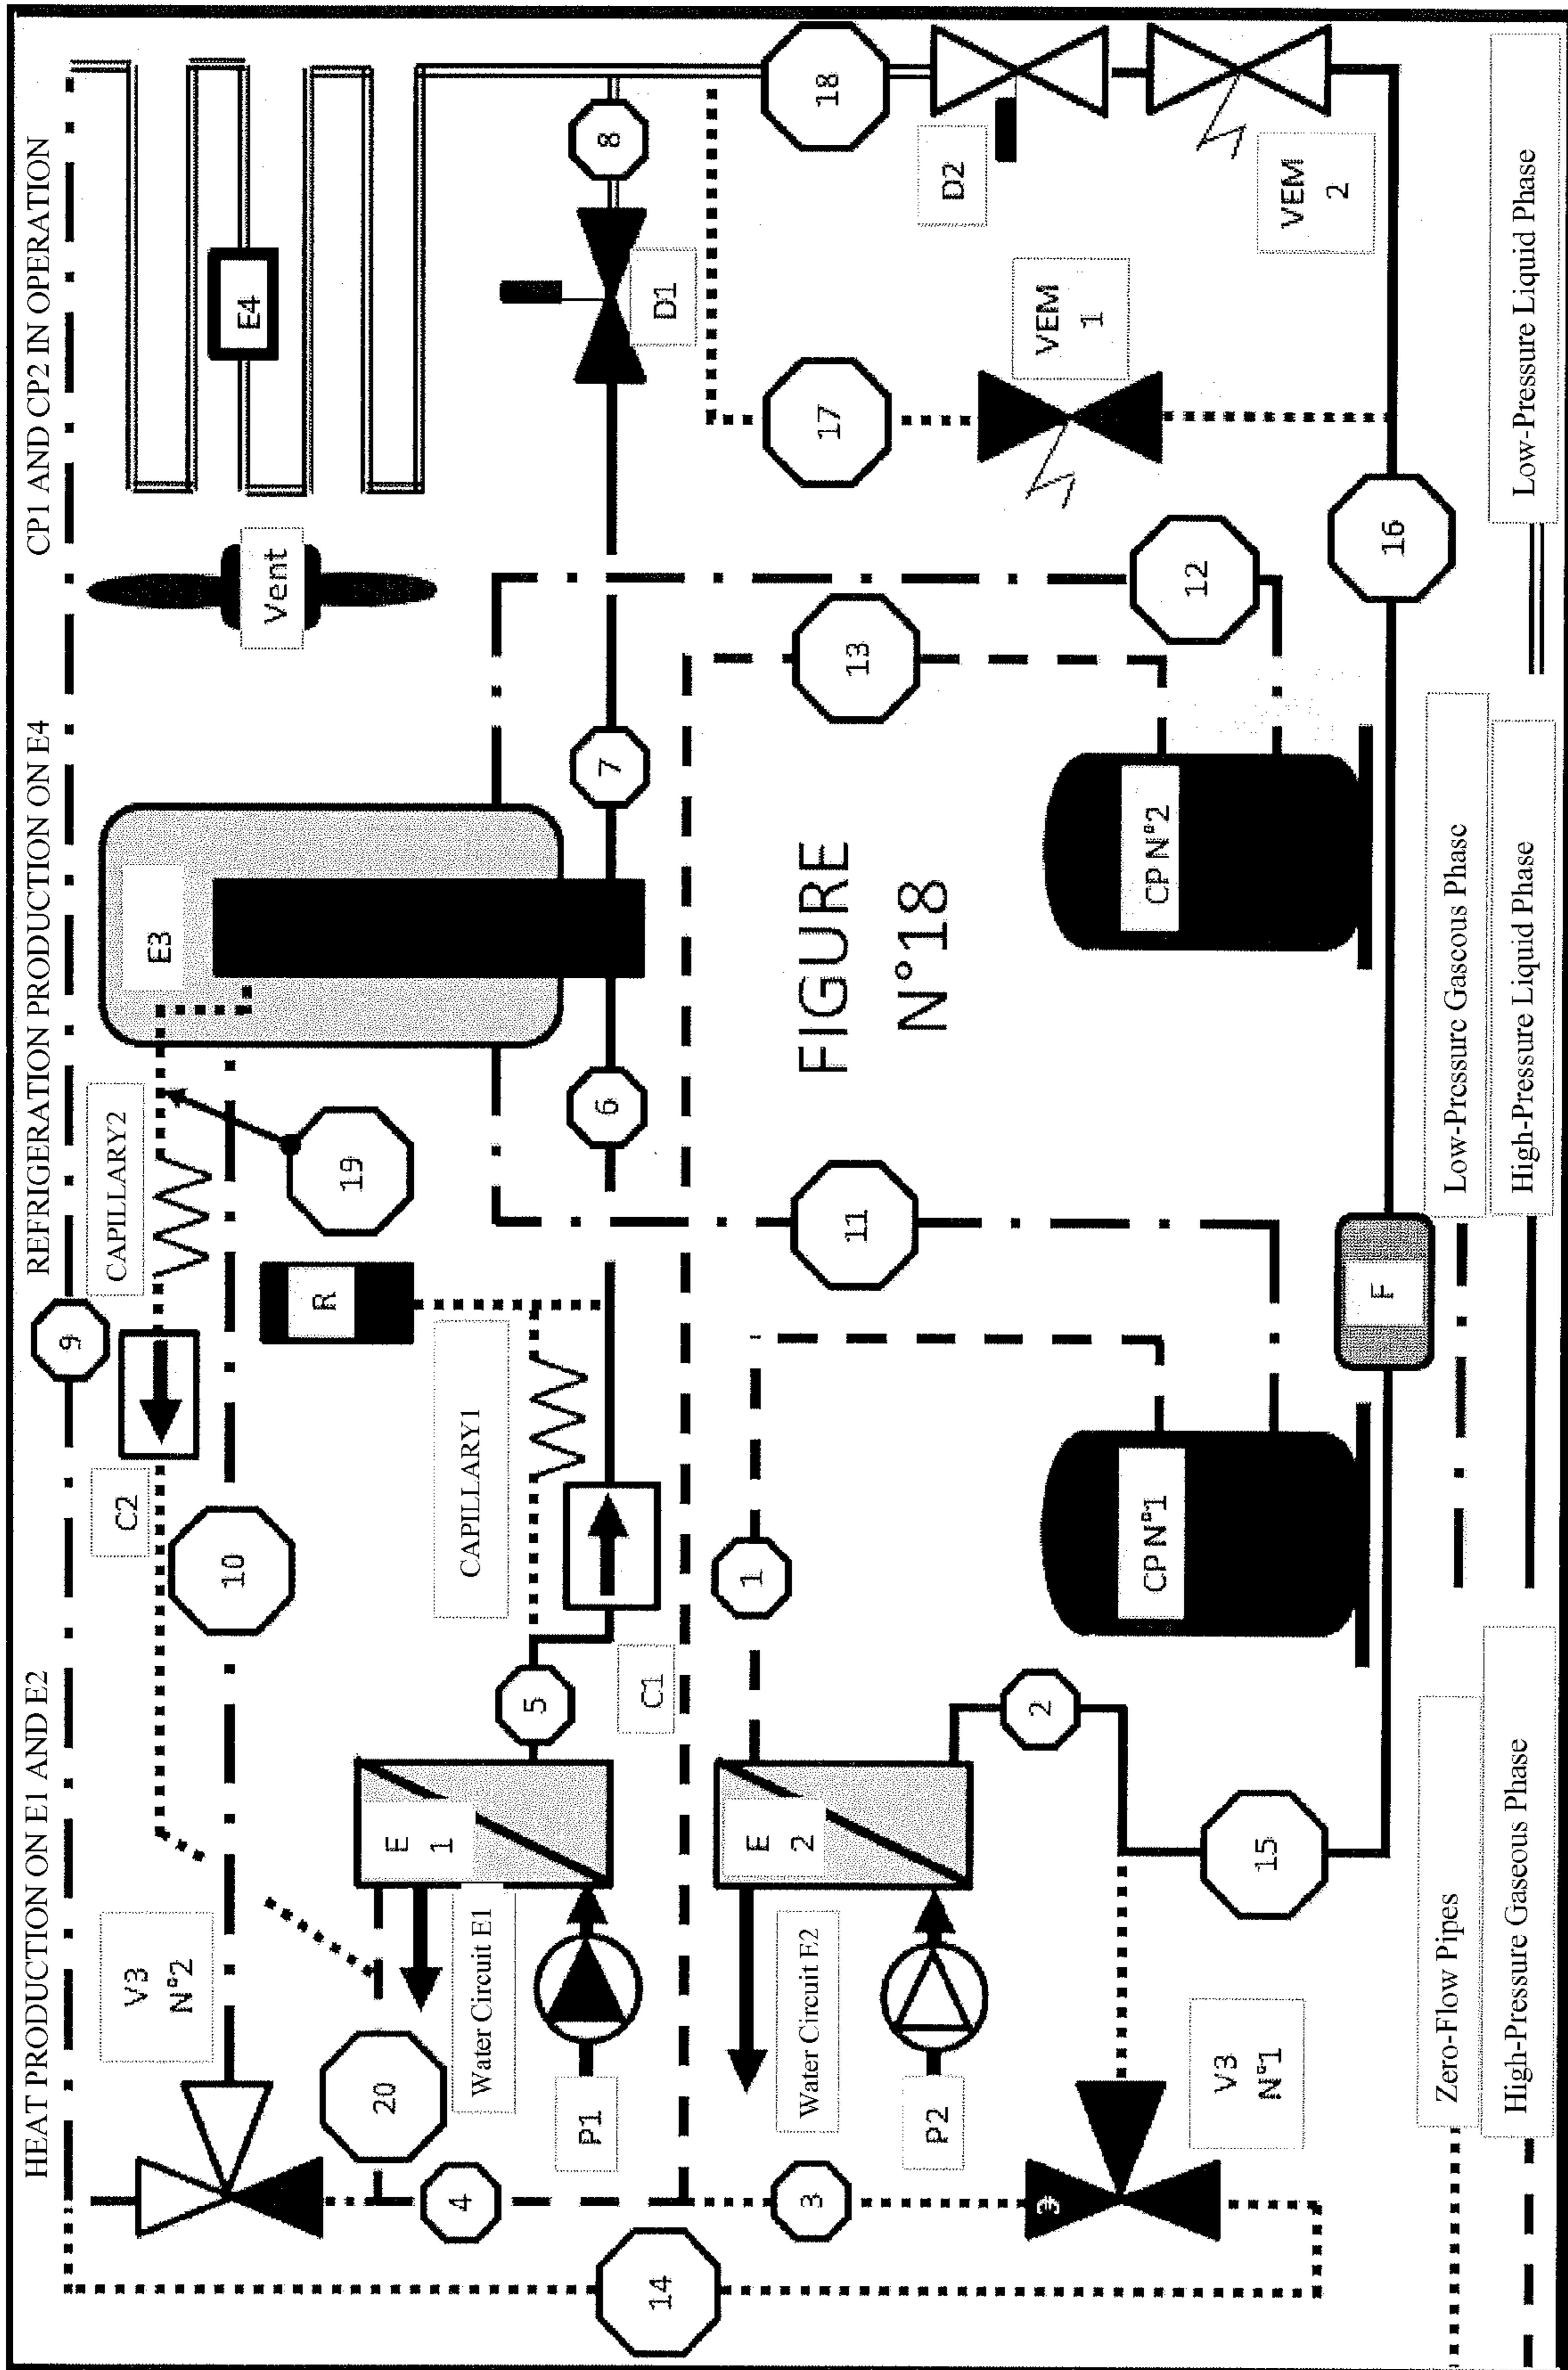 HEAT PRODUCTION ON E1 AND E2
REFRIGERATION PRODUCTION ON E4
CP1 AND CP2 IN OPERATION
9
V3
N°2
C2
CAPILLARY2
E3
Vent
E4
10
19
R
20
E
1
Water Circuit E1
CAPILLARY1
5
4
P1
C1
6
7
D1
8
14
3
E
2
Water Circuit E2
P2
1
FIGURE
N°18
11
13
17
18
2
V3
N°1
15
CP N°1
CP N°2
12
VEM
1
D2
VEM
2
F
16
Zero-Flow Pipes
Low-Pressure Gaseous Phase
High-Pressure Gaseous Phase
High-Pressure Liquid Phase
Low-Pressure Liquid Phase